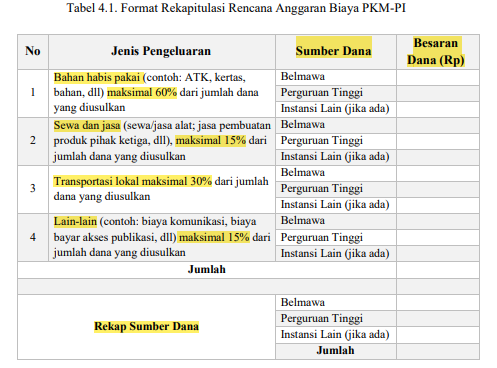 Tabel 4.1. Format Rekapitulasi Rencana Anggaran Biaya PKM-PI
No Jenis Pengeluaran Sumber Dana Besaran
Dana (Rp)
1
Bahan habis pakai (contoh: ATK, kertas,
bahan, dll) maksimal 60% dari jumlah dana
yang diusulkan
Belmawa
Perguruan Tinggi
Instansi Lain (jika ada)
2
Sewa dan jasa (sewa/jasa alat; jasa pembuatan
produk pihak ketiga, dll), maksimal 15% dari
jumlah dana yang diusulkan
Belmawa
Perguruan Tinggi
Instansi Lain (jika ada)
3
Transportasi lokal maksimal 30% dari jumlah
dana yang diusulkan
Belmawa
Perguruan Tinggi
Instansi Lain (jika ada)
4
Lain-lain (contoh: biaya komunikasi, biaya
bayar akses publikasi, dll) maksimal 15% dari
jumlah dana yang diusulkan
Belmawa
Perguruan Tinggi
Instansi Lain (jika ada)
Jumlah
Rekap Sumber Dana
Belmawa
Perguruan Tinggi
Instansi Lain (jika ada)
Jumlah